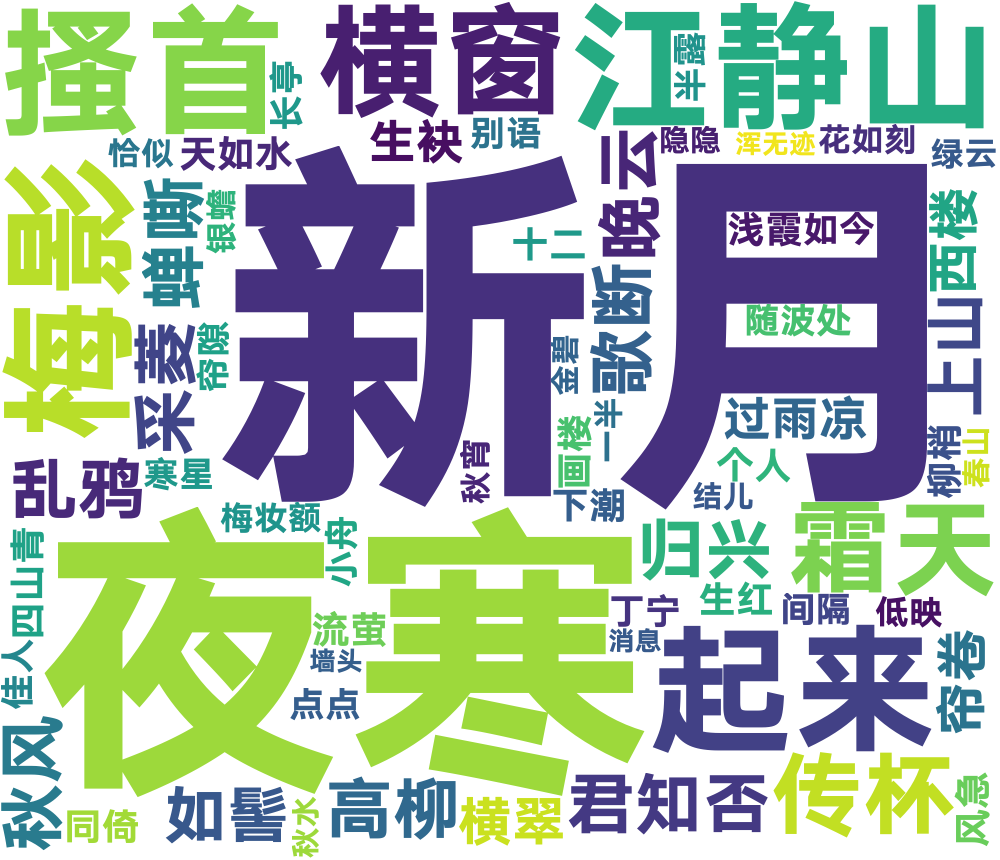 搔首
长亭
横窗
江静山
半露
恰似
天如水
生袂
别语
隐隐
浑无迹
花如刻
绿云
梅影
蝉嘶
银蟾
新月
晚云
十二
浅霞如今
西楼
采菱
帘隙
金碧
歌断
随波处
上山
乱鸦
寒星
秋宵
画楼
一半
过雨凉
个人
柳梢
春山
结儿
下潮
梅妆额
小舟
夜寒
归兴
霜天
四山青
佳人
流萤
墙头
点点
丁宁
消息
生红
间隔
低映
起来
帘卷
秋风
同倚
如髻
秋水
高柳
横翠
君知否
传杯
风急